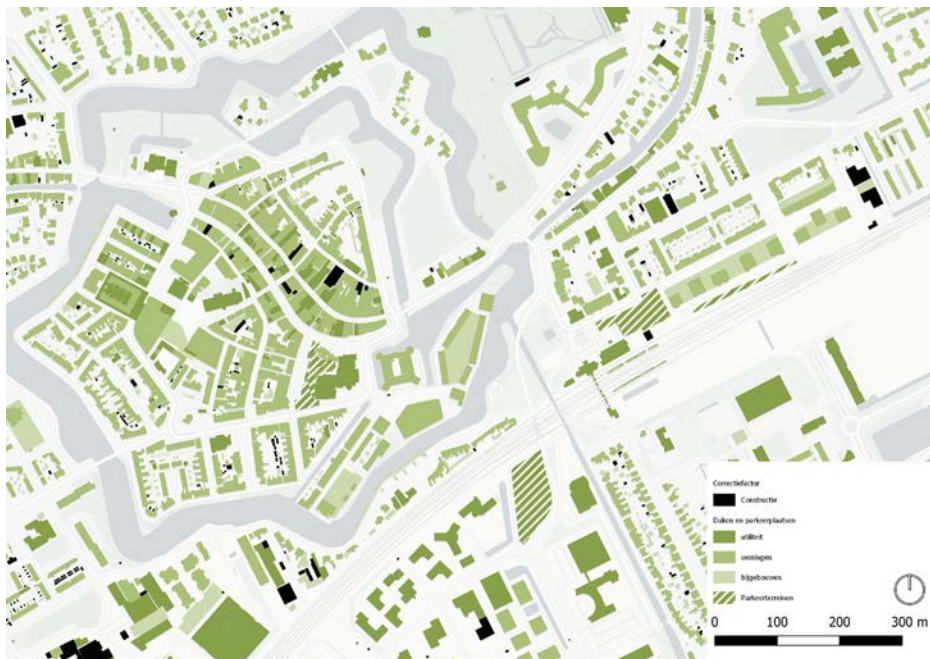 Correctiefactor
Constructie
Daken en parkeerplaatsen
utiliteit
woningen
bijgebouwen
Parkeerterreinen
0 100 200 300 m